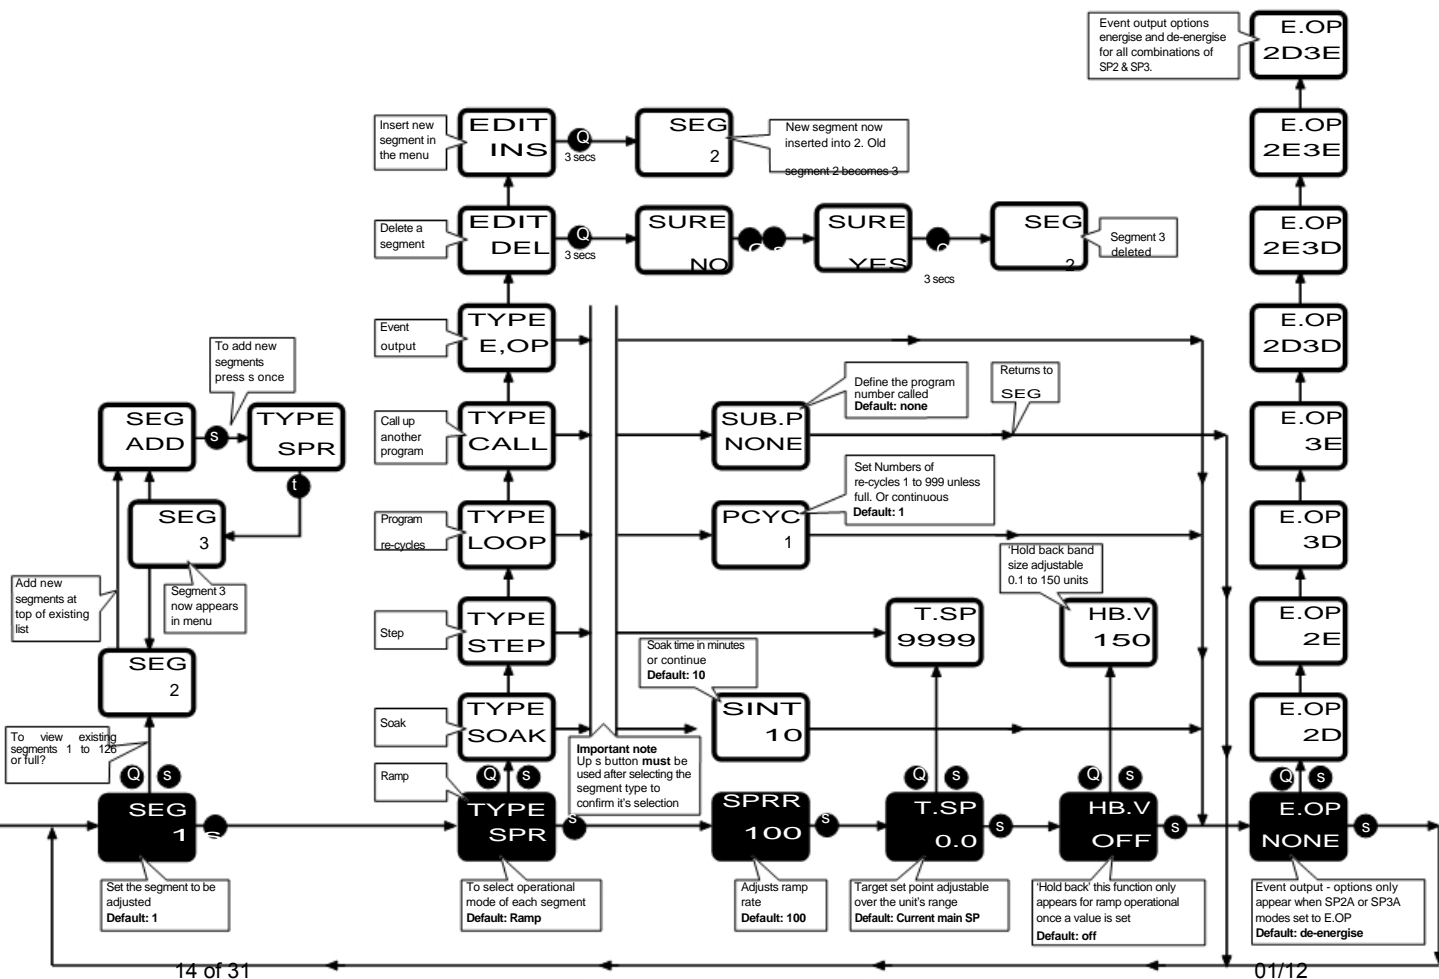 Event output options
energise and de-energise
for all combinations of
SP2 & SP3.
E.OP
2D3E
Insert new
segment in
the menu
EDIT
INS
Q
3 secs
SEG
2
New segment now
inserted into 2. Old
segment 2 becomes 3
E.OP
2E3E
Delete a
segment
EDIT
DEL
Q
3 secs
SURE
NO
SURE
YES
3 secs
SEG
2
Segment 3
deleted
E.OP
2E3D
Event
output
TYPE
E,OP
E.OP
2D3D
To add new
segments
press s once
SEG
ADD
s
TYPE
SPR
t
Call up
another
program
TYPE
CALL
SUB.P
NONE
Define the program
number called
Default: none
Returns to
SEG
E.OP
3E
SEG
3
Segment 3
now appears
in menu
Add new
segments at
top of existing
list
Program
re-cycles
TYPE
LOOP
PCYC
1
Set Numbers of
re-cycles 1 to 999 unless
full. Or continuous
Default: 1
E.OP
3D
SEG
2
Step
TYPE
STEP
T.SP
9999
'Hold back band
size adjustable
0.1 to 150 units
HB.V
150
E.OP
2E
To view existing
segments 1 to 126
or full?
Soak
TYPE
SOAK
Soak time in minutes
or continue
Default: 10
SINT
10
E.OP
2D
Important note
Up s button must be
used after selecting the
segment type to
confirm it's selection
Ramp
Q s
Q s
Q s
Q s
Q s
SEG
1
TYPE
SPR
s
SPRR
100
s
T.SP
0.0
s
HB.V
OFF
s
E.OP
NONE
s
Set the segment to be
adjusted
Default: 1
To select operational
mode of each segment
Default: Ramp
Adjusts ramp
rate
Default: 100
Target set point adjustable
over the unit's range
Default: Current main SP
'Hold back' this function only
appears for ramp operational
once a value is set
Default: off
Event output - options only
appear when SP2A or SP3A
modes set to E.OP
Default: de-energise
14 of 31
01/12